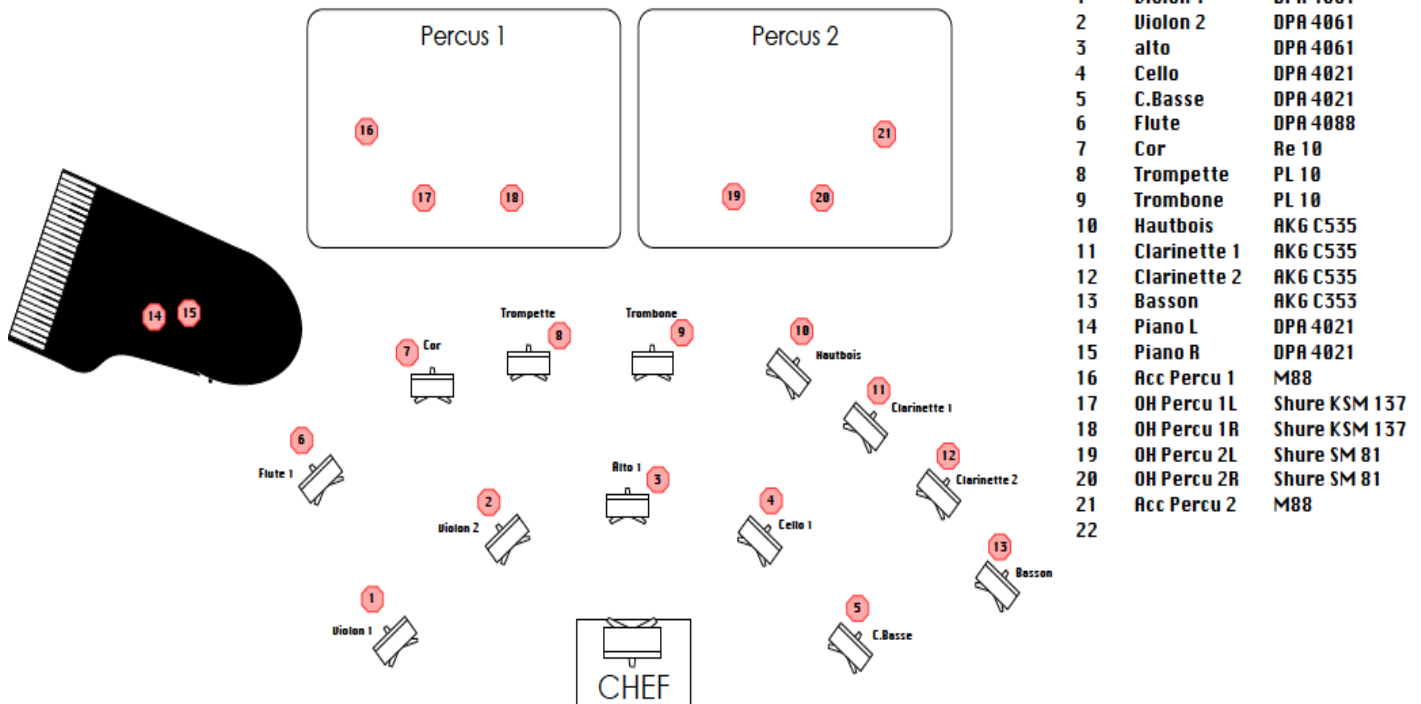 Percus 1
Percus 2
16
21
17
18
19
20
14
15
Trompette
8
Trombone
9
7
Cor
10
Hautbois
11
Clarinette 1
6
Flute 1
12
Clarinette 2
Alto 1
3
2
Violon 2
4
Cello 1
13
Basson
1
Violon 1
5
C.Basse
CHEF
2 Violon 2 DPA 4061
3 alto DPA 4061
4 Cello DPA 4021
5 C.Basse DPA 4021
6 Flute DPA 4088
7 Cor Re 10
8 Trompette PL 10
9 Trombone PL 10
10 Hautbois AKG C535
11 Clarinette 1 AKG C535
12 Clarinette 2 AKG C535
13 Basson AKG C353
14 Piano L DPA 4021
15 Piano R DPA 4021
16 Acc Percu 1 M88
17 OH Percu 1L Shure KSM 137
18 OH Percu 1R Shure KSM 137
19 OH Percu 2L Shure SM 81
20 OH Percu 2R Shure SM 81
21 Acc Percu 2 M88
22